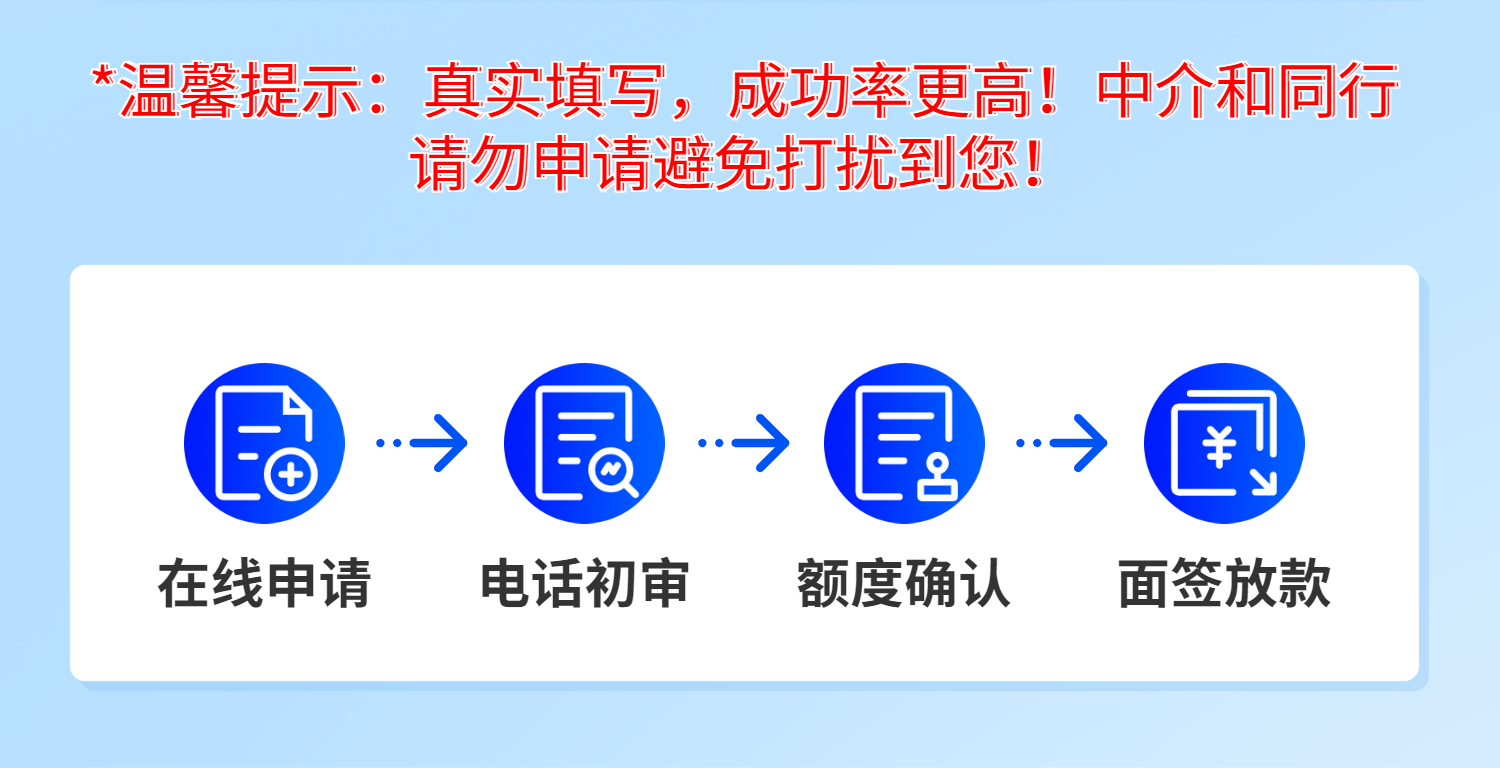 *温馨提示：真实填写，成功率更高！中介和同行
请勿申请避免打扰到您！
在线申请
电话初审
额度确认
面签放款